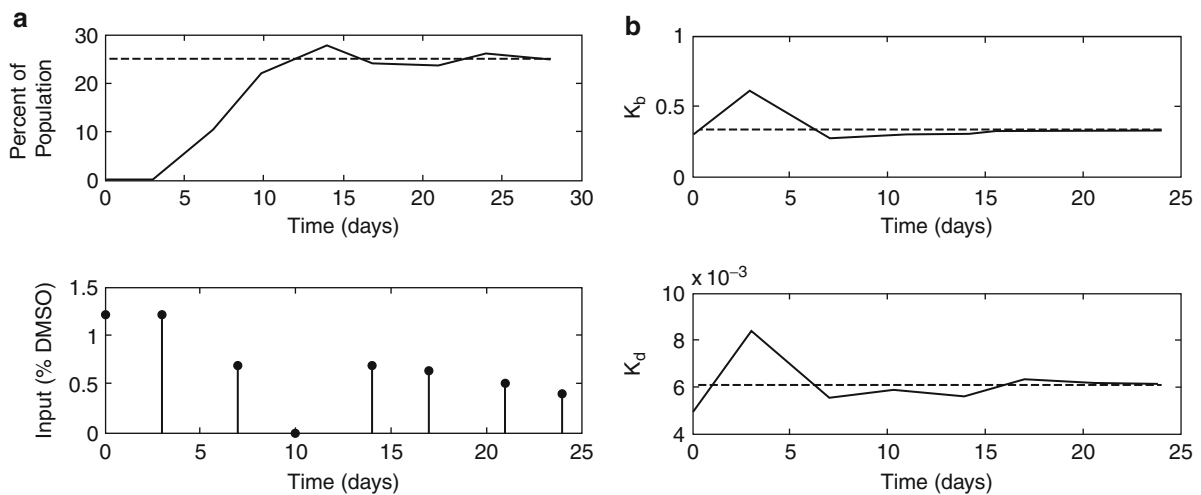 a
30
20
10
0
Percent of
Population
0 5 10 15 20 25 30
Time (days)
1.5
1
0.5
0
Input (% DMSO)
0 5 10 15 20 25
Time (days)
b
1
0.5
0
K_b
0 5 10 15 20 25
Time (days)
x 10⁻³
10
8
6
4
K_d
0 5 10 15 20 25
Time (days)